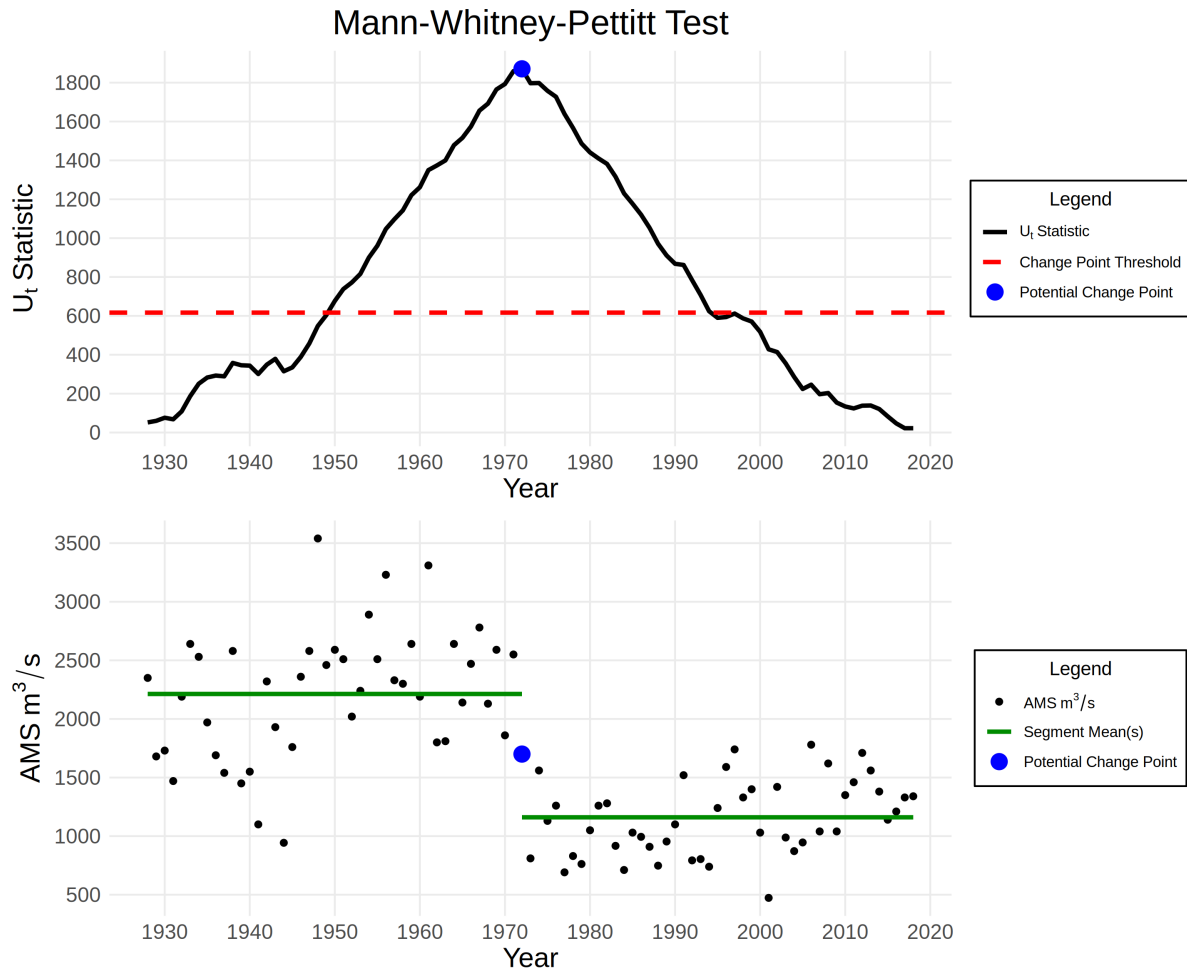 Mann-Whitney-Pettitt Test
Uₜ Statistic
1800
1600
1400
1200
1000
800
600
400
200
0
1930 1940 1950 1960 1970 1980 1990 2000 2010 2020
Year
Legend
Uₜ Statistic
Change Point Threshold
Potential Change Point
AMS m³/s
3500
3000
2500
2000
1500
1000
500
1930 1940 1950 1960 1970 1980 1990 2000 2010 2020
Year
Legend
AMS m³/s
Segment Mean(s)
Potential Change Point